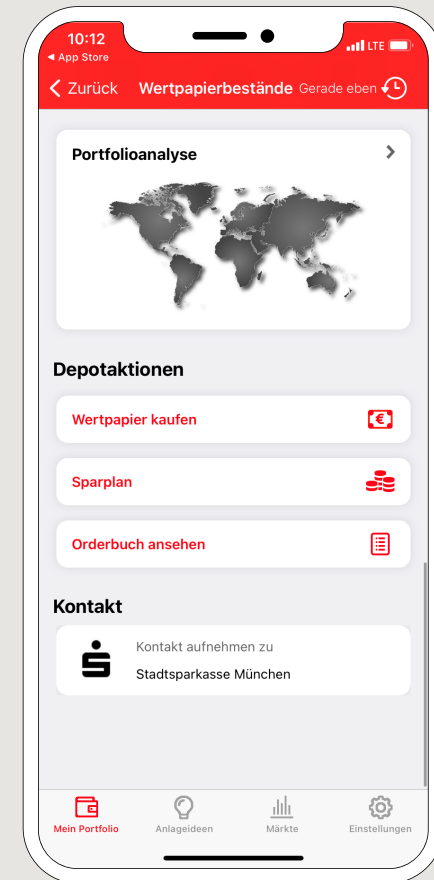 10:12
LTE
App Store
Zurück Wertpapierbestände Gerade eben
Portfolioanalyse
Depotaktionen
Wertpapier kaufen
Sparplan
Orderbuch ansehen
Kontakt
Kontakt aufnehmen zu
Stadtsparkasse München
Mein Portfolio Anlageideen Märkte Einstellungen